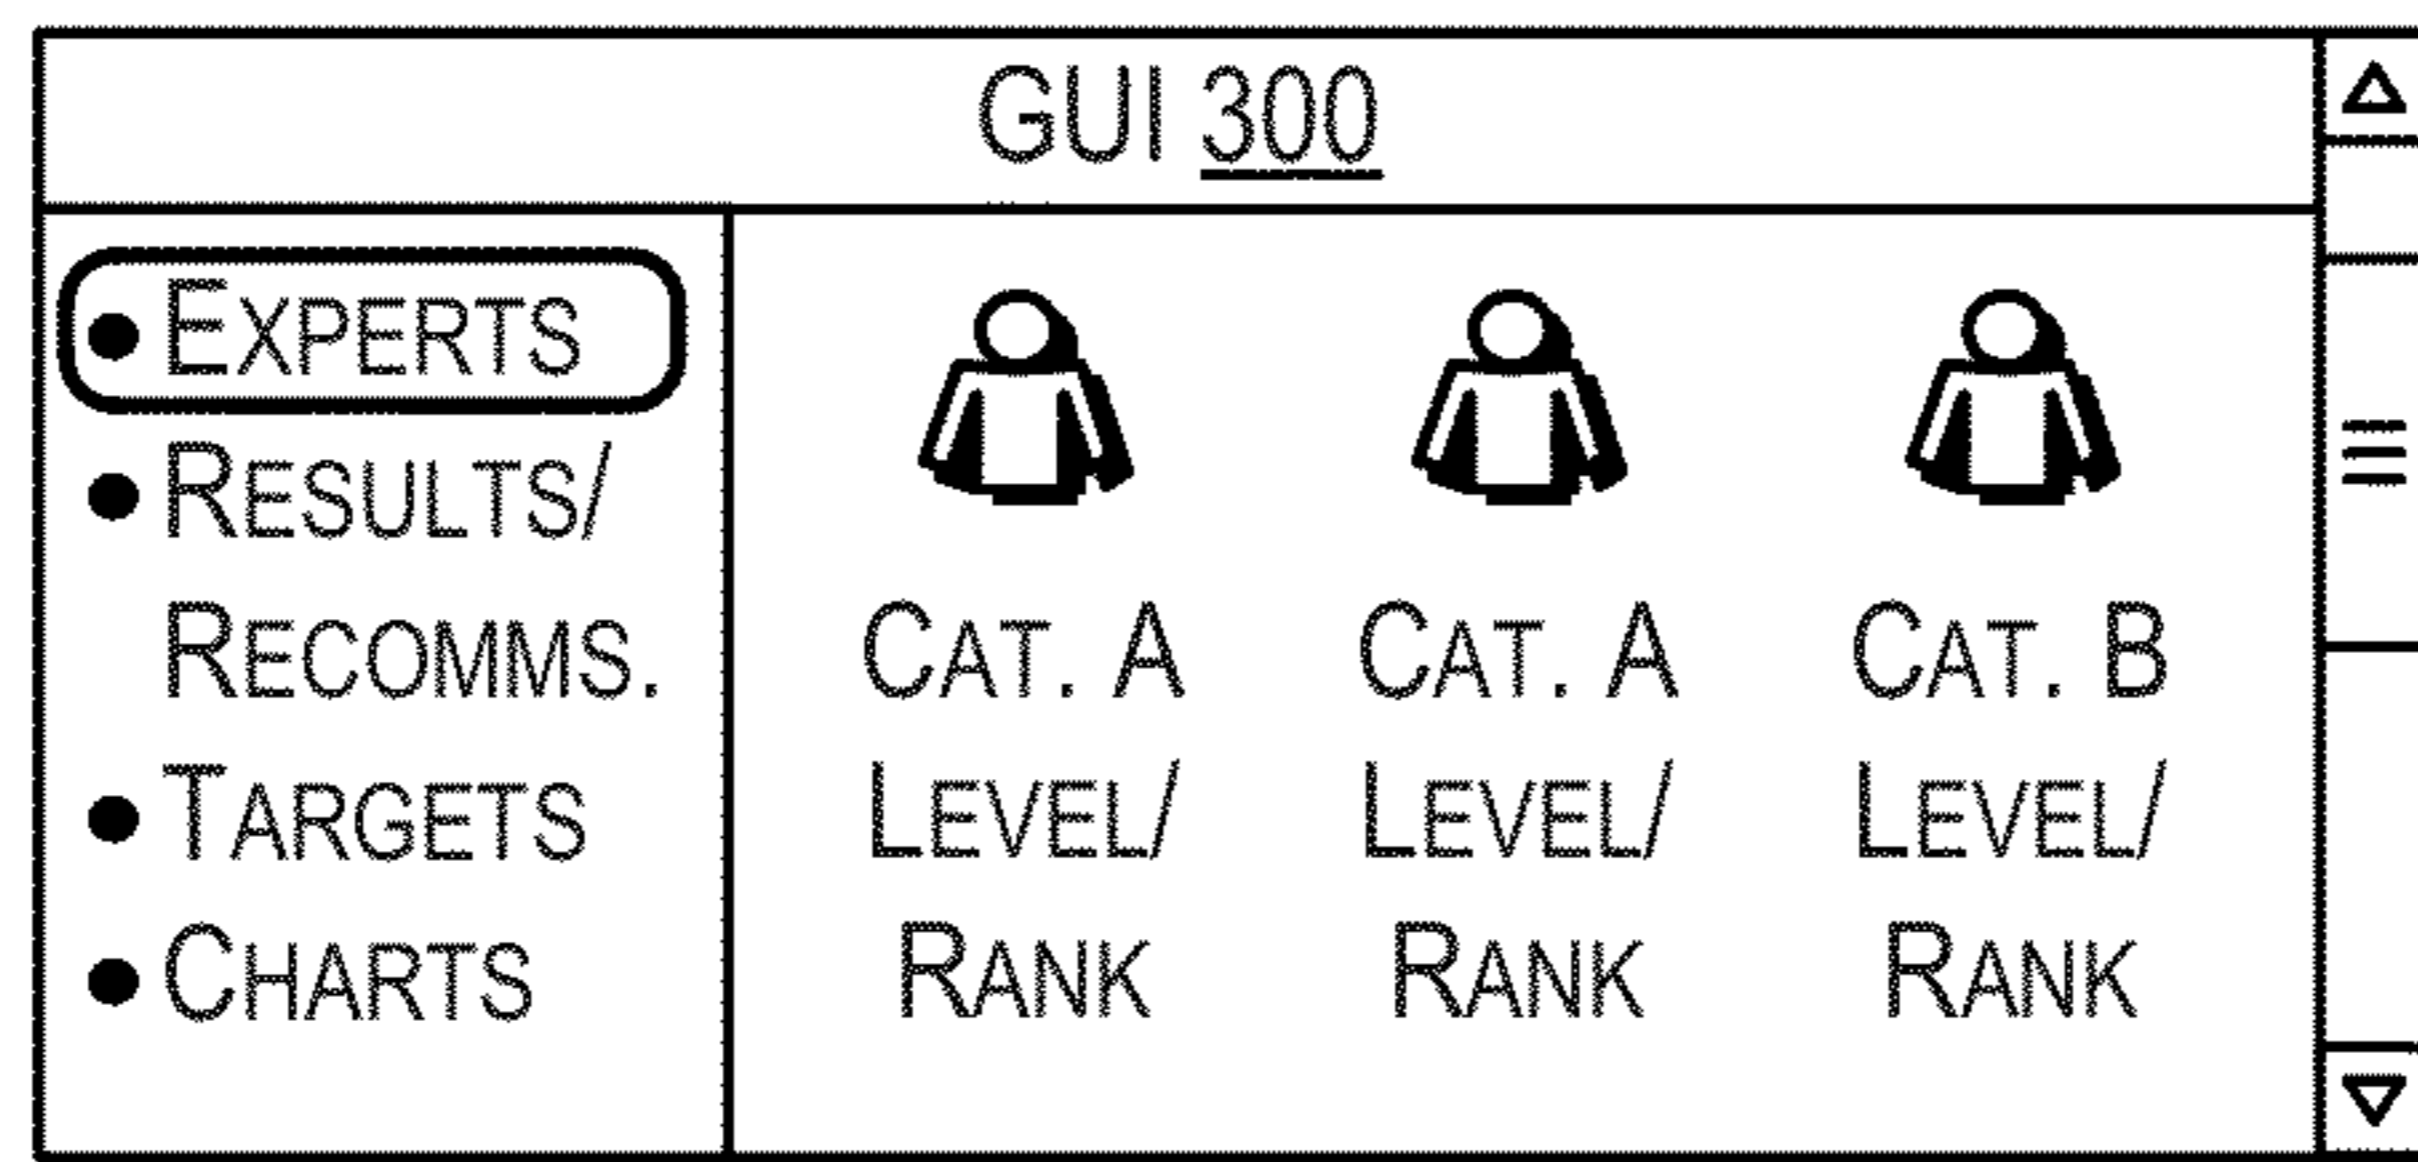 GUI 300
• EXPERTS
• RESULTS/
RECOMMS.
• TARGETS
• CHARTS
CAT. A
LEVEL/
RANK
CAT. A
LEVEL/
RANK
CAT. B
LEVEL/
RANK